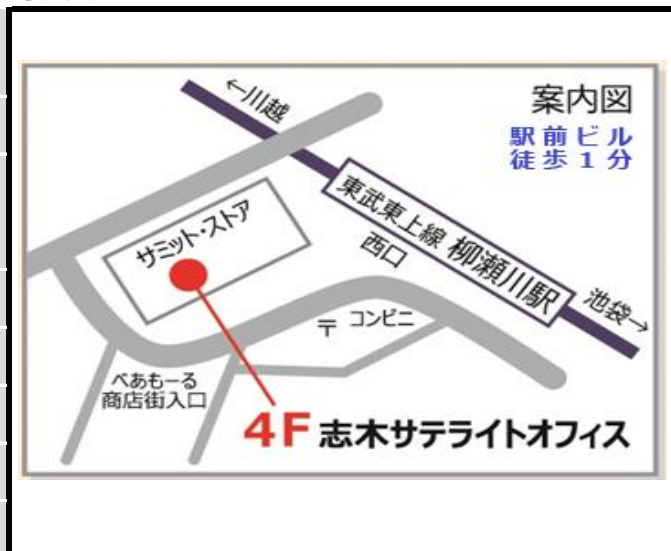 案内図
駅前ビル
徒歩1分
←川越
東武東上線 柳瀬川駅
西口
池袋→
サミット・ストア
〒 コンビニ
ぺあもーる
商店街入口
4F 志木サテライトオフィス